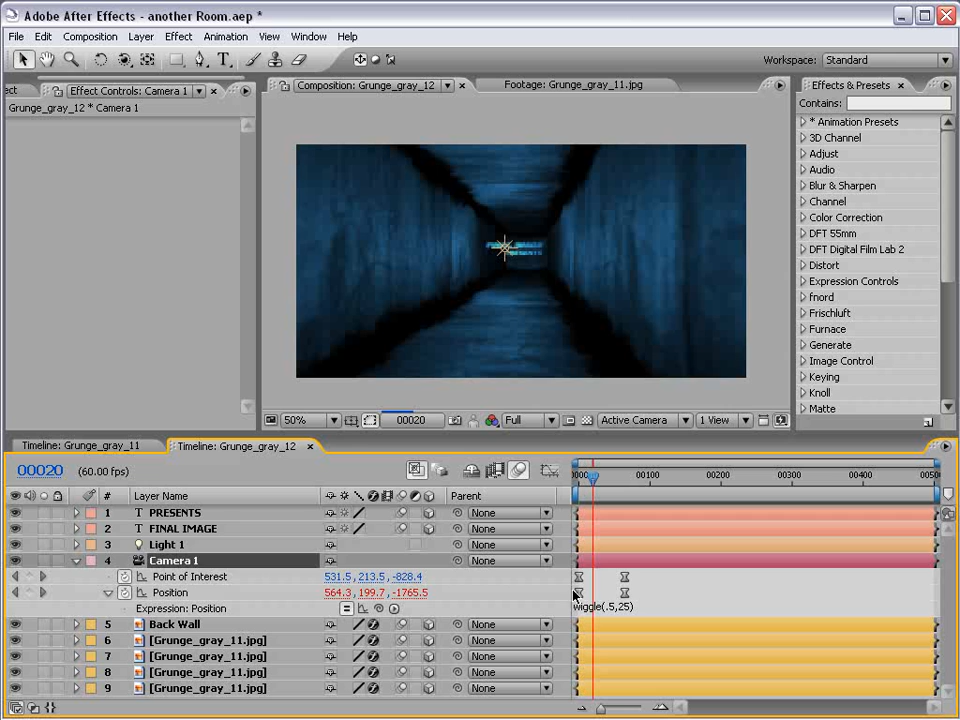 Adobe After Effects - another Room.aep *
File Edit Composition Layer Effect Animation View Window Help
Workspace: Standard
ect Effect Controls: Camera 1
Composition: Grunge_gray_12
Footage: Grunge_gray_11.jpg
Effects & Presets
Grunge_gray_12 * Camera 1
Contains:
* Animation Presets
3D Channel
Adjust
Audio
Blur & Sharpen
Channel
Color Correction
DFT 55mm
DFT Digital Film Lab 2
Distort
Expression Controls
fnord
Frischluft
Furnace
Generate
Image Control
Keying
Knoll
Matte
50% 00020 Full Active Camera 1 View
Timeline: Grunge_gray_11 Timeline: Grunge_gray_12
00020 (60.00 fps)
0000 00100 00200 00300 00400 0050
# Layer Name Parent
1 T PRESENTS None
2 T FINAL IMAGE None
3 Light 1 None
4 Camera 1 None
Point of Interest 531.5, 213.5, -828.4
Position 564.3, 199.7, -1765.5
Expression: Position wiggle(.5,25)
5 Back Wall None
6 [Grunge_gray_11.jpg] None
7 [Grunge_gray_11.jpg] None
8 [Grunge_gray_11.jpg] None
9 [Grunge_gray_11.jpg] None